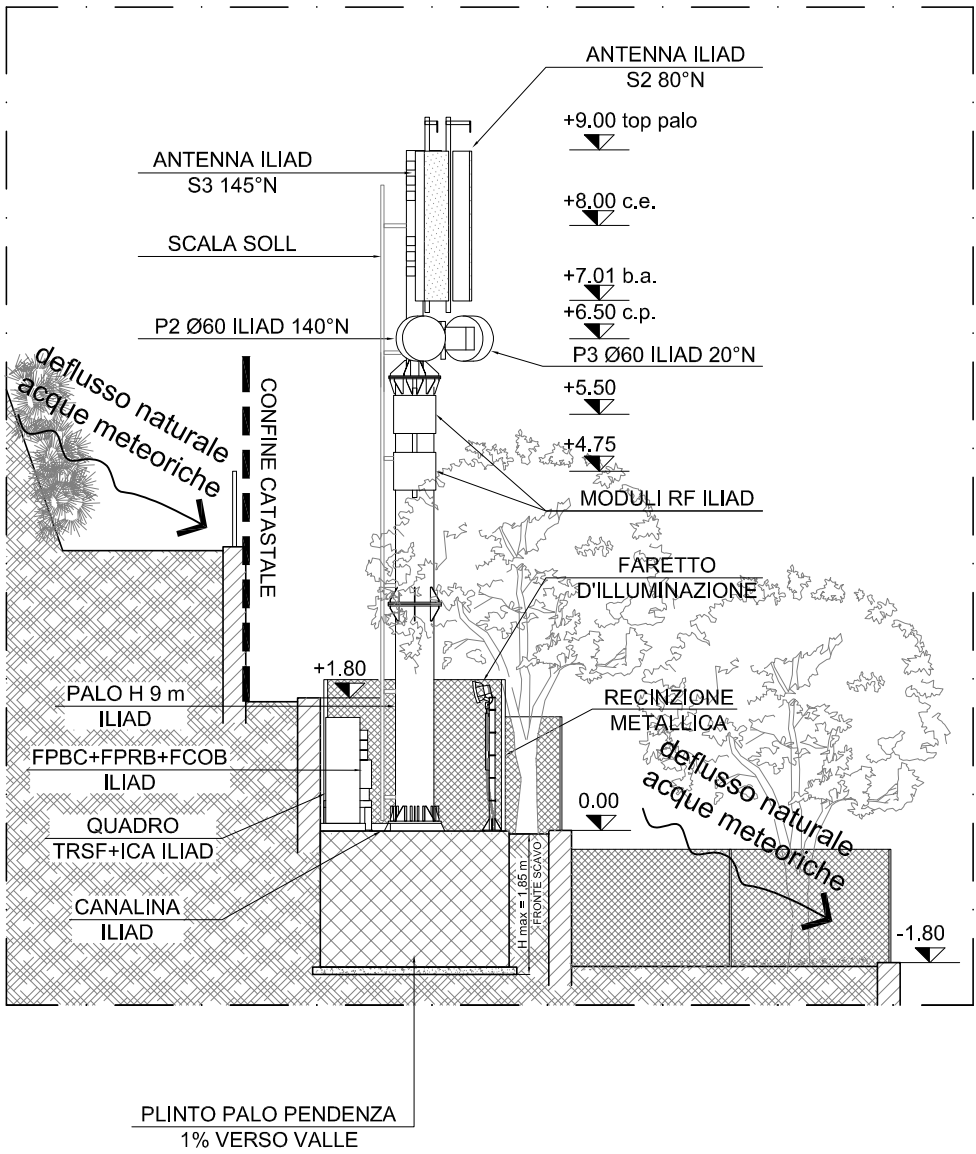 ANTENNA ILIAD
S2 80°N
+9.00 top palo
ANTENNA ILIAD
S3 145°N
+8.00 c.e.
SCALA SOLL
+7.01 b.a.
+6.50 c.p.
P2 Ø60 ILIAD 140°N
P3 Ø60 ILIAD 20°N
deflusso naturale
acque meteoriche
CONFINE CATASTALE
+5.50
+4.75
MODULI RF ILIAD
FARETTO
D'ILLUMINAZIONE
+1.80
PALO H 9 m
ILIAD
RECINZIONE
METALLICA
FPBC+FPRB+FCOB
ILIAD
deflusso naturale
acque meteoriche
0.00
QUADRO
TRSF+ICA ILIAD
H max = 1.85 m
FRONTE SCAVO
CANALINA
ILIAD
-1.80
PLINTO PALO PENDENZA
1% VERSO VALLE